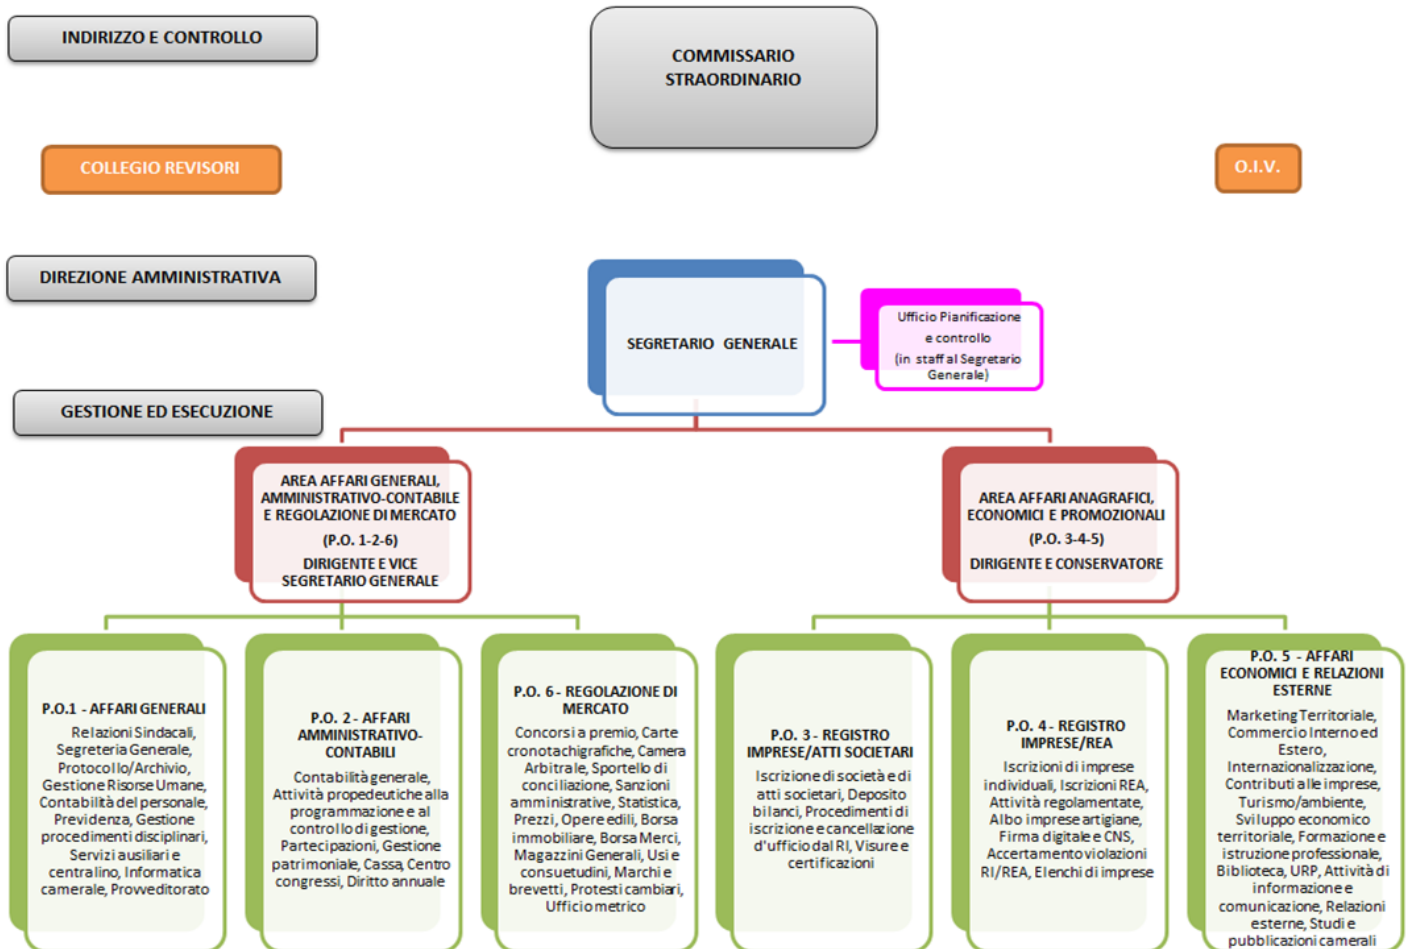 INDIRIZZO E CONTROLLO
COMMISSARIO
STRAORDINARIO
COLLEGIO REVISORI
O.I.V.
DIREZIONE AMMINISTRATIVA
SEGRETARIO GENERALE
Ufficio Pianificazione
e controllo
(in staff al Segretario
Generale)
GESTIONE ED ESECUZIONE
AREA AFFARI GENERALI,
AMMINISTRATIVO-CONTABILE
E REGOLAZIONE DI MERCATO
(P.O. 1-2-6)
DIRIGENTE E VICE
SEGRETARIO GENERALE
AREA AFFARI ANAGRAFICI,
ECONOMICI E PROMOZIONALI
(P.O. 3-4-5)
DIRIGENTE E CONSERVATORE
P.O.1 - AFFARI GENERALI
Relazioni Sindacali,
Segreteria Generale,
Protocollo/Archivio,
Gestione Risorse Umane,
Contabilità del personale,
Previdenza, Gestione
procedimenti disciplinari,
Servizi ausiliari e
centralino, Informatica
camerale, Provveditorato
P.O. 2 - AFFARI
AMMINISTRATIVO-
CONTABILI
Contabilità generale,
Attività propedeutiche alla
programmazione e al
controllo di gestione,
Partecipazioni, Gestione
patrimoniale, Cassa, Centro
congressi, Diritto annuale
P.O. 6 - REGOLAZIONE DI
MERCATO
Concorsi a premio, Carte
cronotachigrafiche, Camera
Arbitrale, Sportello di
conciliazione, Sanzioni
amministrative, Statistica,
Prezzi, Opere edili, Borsa
immobiliare, Borsa Merci,
Magazzini Generali, Usi e
consuetudini, Marchi e
brevetti, Protesti cambiari,
Ufficio metrico
P.O. 3 - REGISTRO
IMPRESE/ATTI SOCIETARI
Iscrizione di società e di
atti societari, Deposito
bilanci, Procedimenti di
iscrizione e cancellazione
d'ufficio dal RI, Visure e
certificazioni
P.O. 4 - REGISTRO
IMPRESE/REA
Iscrizioni di imprese
individuali, Iscrizioni REA,
Attività regolamentate,
Albo imprese artigiane,
Firma digitale e CNS,
Accertamento violazioni
RI/REA, Elenchi di imprese
P.O. 5 - AFFARI
ECONOMICI E RELAZIONI
ESTERNE
Marketing Territoriale,
Commercio Interno ed
Estero,
Internazionalizzazione,
Contributi alle imprese,
Turismo/ambiente,
Sviluppo economico
territoriale, Formazione e
istruzione professionale,
Biblioteca, URP, Attività di
informazione e
comunicazione, Relazioni
esterne, Studi e
pubblicazioni camerali